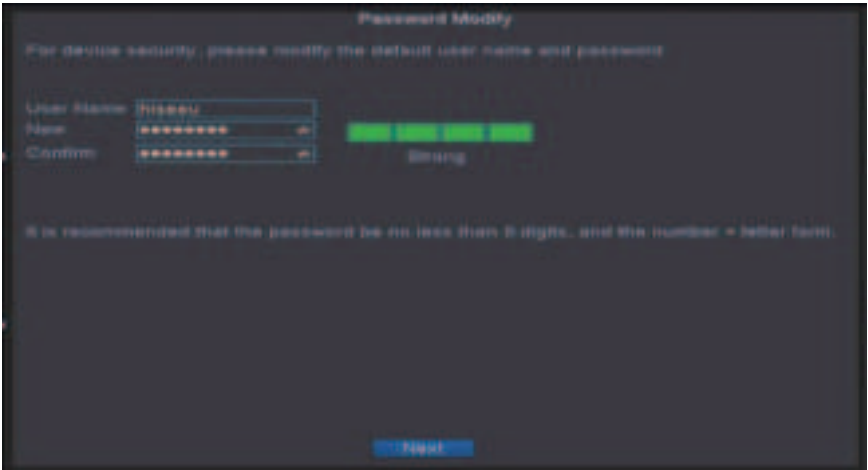 Password Modify
For device security, please modify the default user name and password
User Name hiseeu
New ********
Confirm ********
Strong
It is recommended that the password be no less than 8 digits, and the number + letter form.
Next